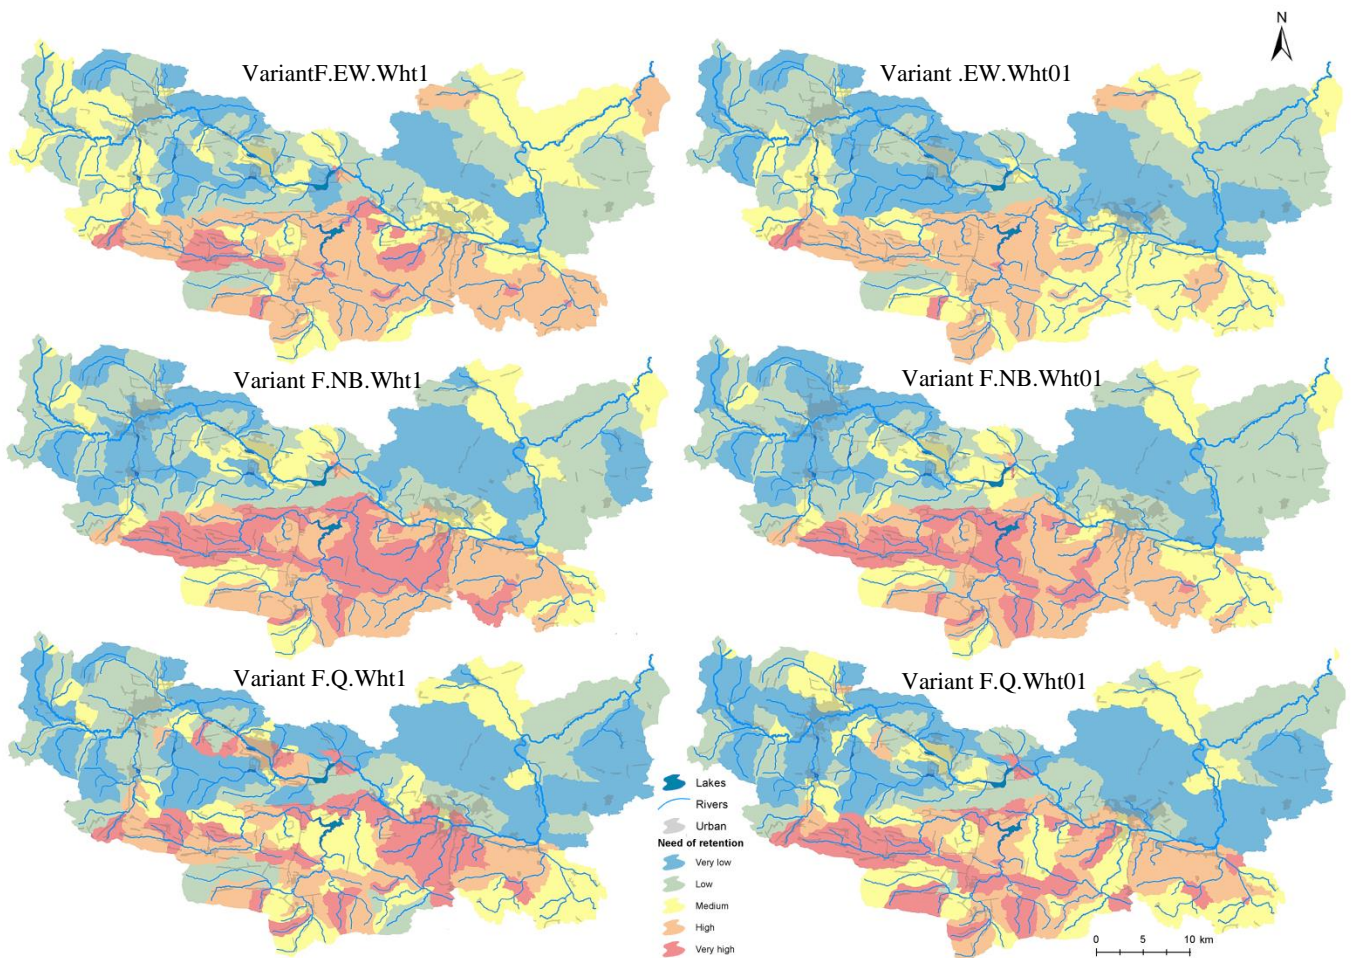 N
VariantF.EW.Wht1
Variant .EW.Wht01
Variant F.NB.Wht1
Variant F.NB.Wht01
Variant F.Q.Wht1
Variant F.Q.Wht01
Lakes
Rivers
Urban
Need of retention
Very low
Low
Medium
High
Very high
0 5 10 km